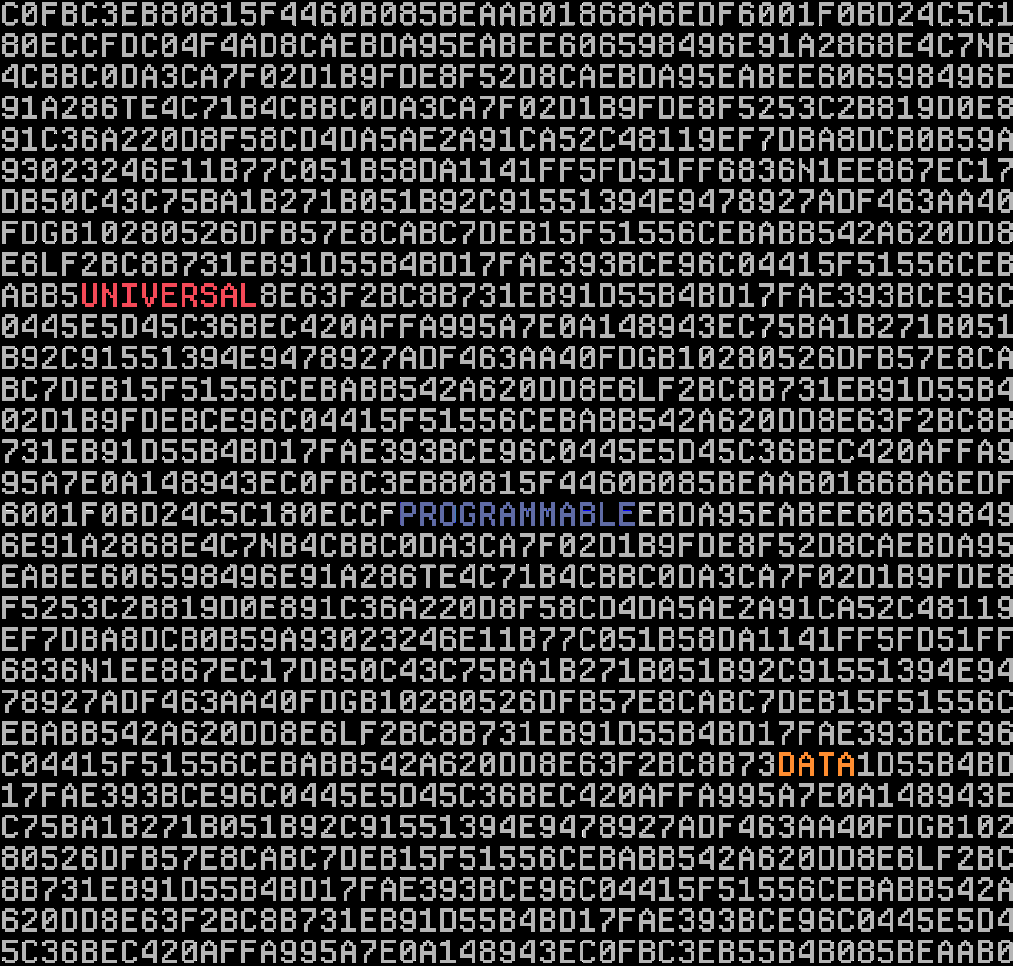 C0FBC3EB80815F4460B085BEAAB01868A6EDF6001F0BD24C5C1
80ECCFDC04F4AD8CAEBDA95EABEE606598496E91A2868E4C7NB
4CBBC0DA3CA7F02D1B9FDE8F52D8CAEBDA95EABEE606598496E
91A286TE4C71B4CBBC0DA3CA7F02D1B9FDE8F5253C2B819D0E8
91C36A220D8F58CD4DA5AE2A91CA52C48119EF7DBA8DCB0B59A
93023246E11B77C051B58DA1141FF5FD51FF6836N1EE867EC17
DB50C43C75BA1B271B051B92C91551394E9478927ADF463AA40
FDGB10280526DFB57E8CABC7DEB15F51556CEBABB542A620DD8
E6LF2BC8B731EB91D55B4BD17FAE393BCE96C04415F51556CEB
ABB5UNIVERSAL8E63F2BC8B731EB91D55B4BD17FAE393BCE96C
0445E5D45C36BEC420AFFA995A7E0A148943EC75BA1B271B051
B92C91551394E9478927ADF463AA40FDGB10280526DFB57E8CA
BC7DEB15F51556CEBABB542A620DD8E6LF2BC8B731EB91D55B4
02D1B9FDEBCE96C04415F51556CEBABB542A620DD8E63F2BC8B
731EB91D55B4BD17FAE393BCE96C0445E5D45C36BEC420AFFA9
95A7E0A148943EC0FBC3EB80815F4460B085BEAAB01868A6EDF
6001F0BD24C5C180ECCFPROGRAMMABLEEBDA95EABEE60659849
6E91A2868E4C7NB4CBBC0DA3CA7F02D1B9FDE8F52D8CAEBDA95
EABEE606598496E91A286TE4C71B4CBBC0DA3CA7F02D1B9FDE8
F5253C2B819D0E891C36A220D8F58CD4DA5AE2A91CA52C48119
EF7DBA8DCB0B59A93023246E11B77C051B58DA1141FF5FD51FF
6836N1EE867EC17DB50C43C75BA1B271B051B92C91551394E94
78927ADF463AA40FDGB10280526DFB57E8CABC7DEB15F51556C
EBABB542A620DD8E6LF2BC8B731EB91D55B4BD17FAE393BCE96
C04415F51556CEBABB542A620DD8E63F2BC8B73DATA1D55B4BD
17FAE393BCE96C0445E5D45C36BEC420AFFA995A7E0A148943E
C75BA1B271B051B92C91551394E9478927ADF463AA40FDGB102
80526DFB57E8CABC7DEB15F51556CEBABB542A620DD8E6LF2BC
8B731EB91D55B4BD17FAE393BCE96C04415F51556CEBABB542A
620DD8E63F2BC8B731EB91D55B4BD17FAE393BCE96C0445E5D4
5C36BEC420AFFA995A7E0A148943EC0FBC3EB55B4B085BEAAB0